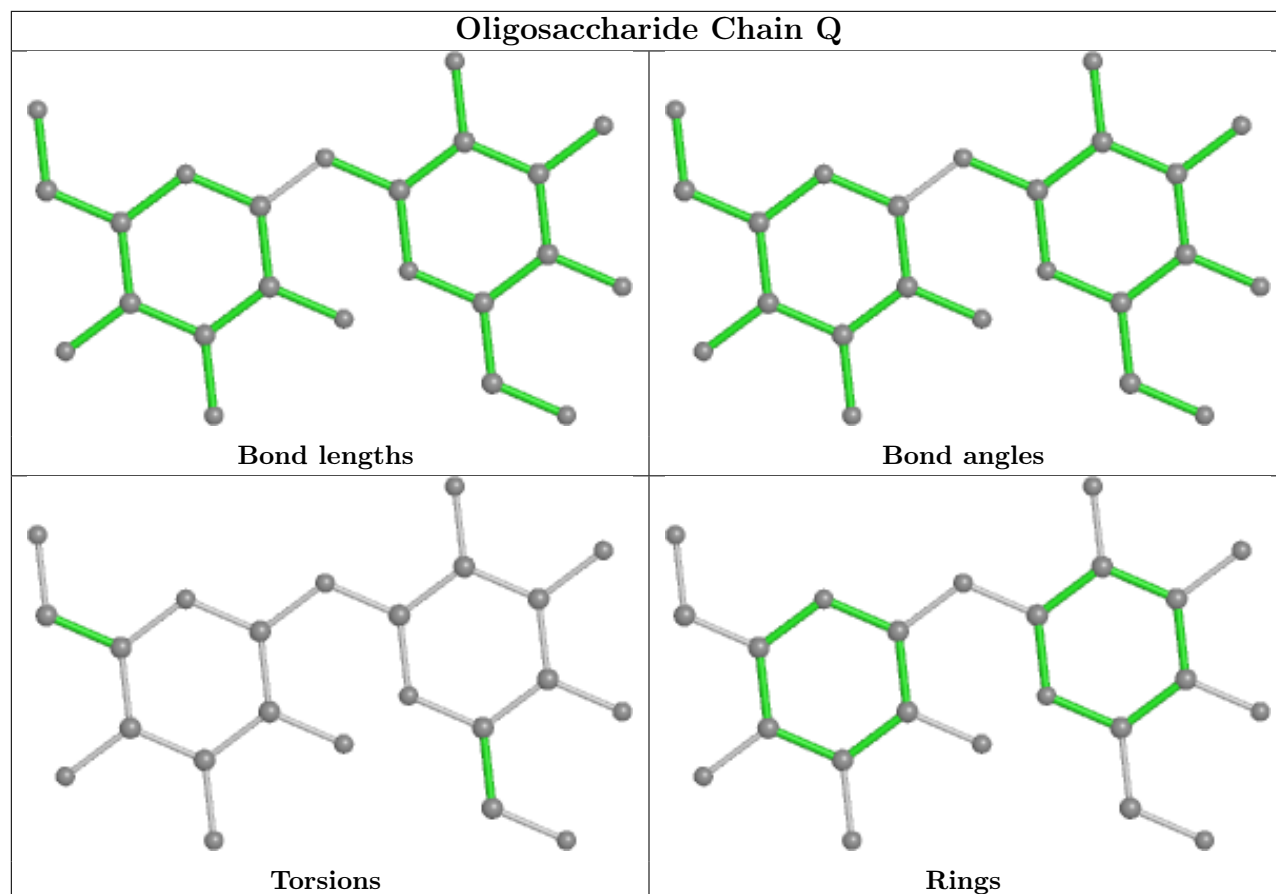 Oligosaccharide Chain Q
Bond lengths
Bond angles
Torsions
Rings